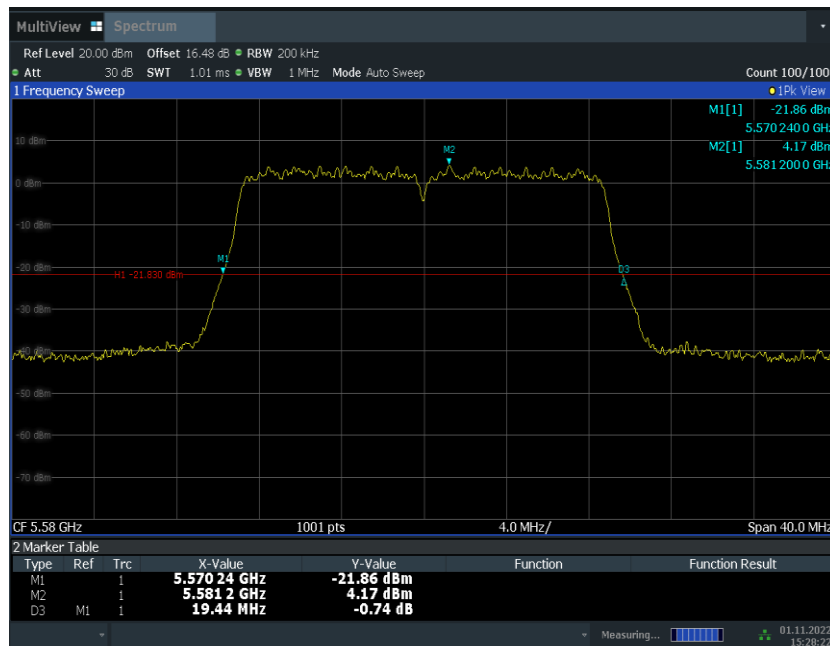 MultiView Spectrum
Ref Level 20.00 dBm Offset 16.48 dB RBW 200 kHz
Att 30 dB SWT 1.01 ms VBW 1 MHz Mode Auto Sweep Count 100/100
1 Frequency Sweep 1Pk View
M1[1] -21.86 dBm
5.570 240 0 GHz
10 dBm
M2
M2[1] 4.17 dBm
5.581 200 0 GHz
0 dBm
-10 dBm
M1
-20 dBm
D3
H1 -21.830 dBm
-30 dBm
-40 dBm
-50 dBm
-60 dBm
-70 dBm
CF 5.58 GHz 1001 pts 4.0 MHz/ Span 40.0 MHz
2 Marker Table
Type Ref Trc X-Value Y-Value Function Function Result
M1 1 5.570 24 GHz -21.86 dBm
M2 1 5.581 2 GHz 4.17 dBm
D3 M1 1 19.44 MHz -0.74 dB
Measuring... 01.11.2022
15:28:22